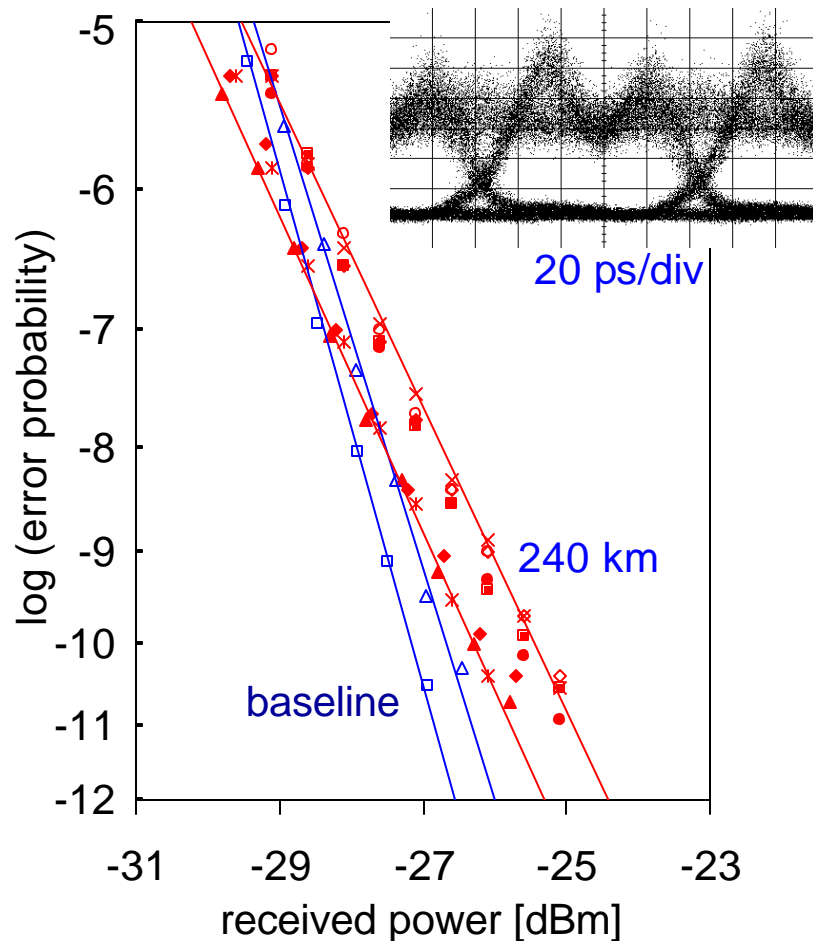 -5
-6
-7
-8
-9
-10
-11
-12
log (error probability)
20 ps/div
240 km
baseline
-31
-29
-27
-25
-23
received power [dBm]